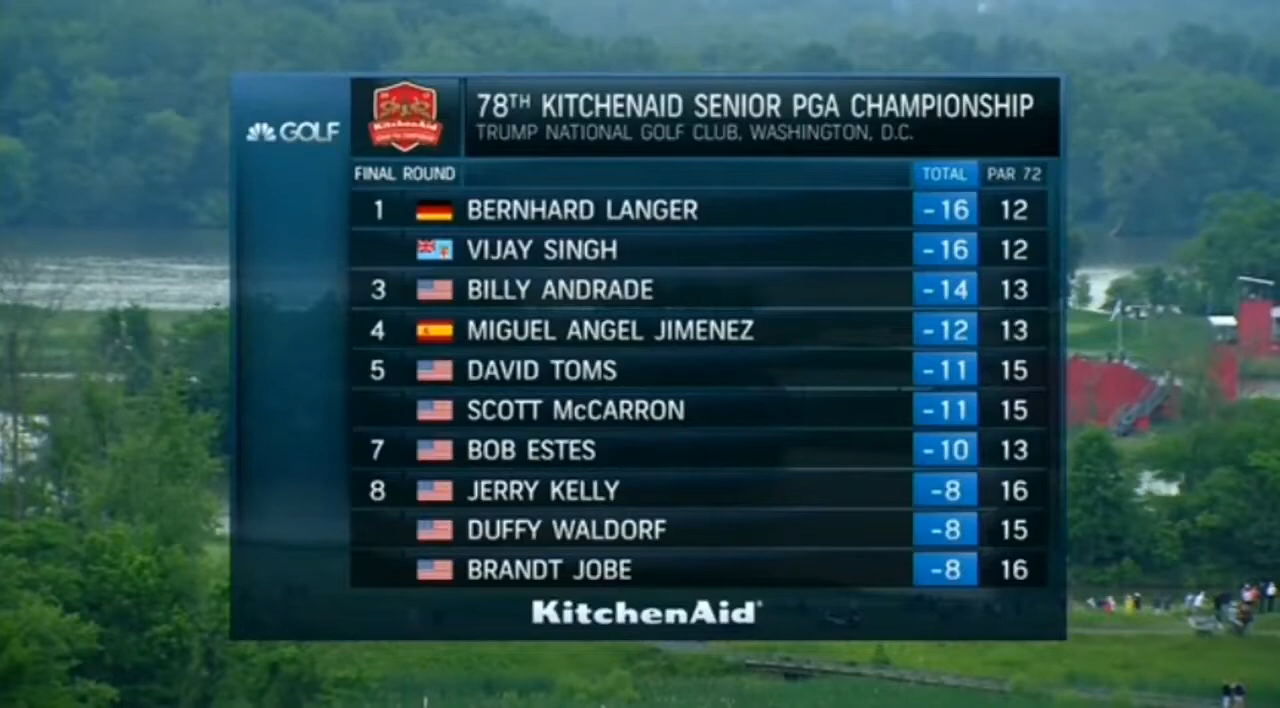 GOLF
KitchenAid
78TH KITCHENAID SENIOR PGA CHAMPIONSHIP
TRUMP NATIONAL GOLF CLUB, WASHINGTON, D.C.
FINAL ROUND TOTAL PAR 72
1 BERNHARD LANGER -16 12
VIJAY SINGH -16 12
3 BILLY ANDRADE -14 13
4 MIGUEL ANGEL JIMENEZ -12 13
5 DAVID TOMS -11 15
SCOTT McCARRON -11 15
7 BOB ESTES -10 13
8 JERRY KELLY -8 16
DUFFY WALDORF -8 15
BRANDT JOBE -8 16
KitchenAid